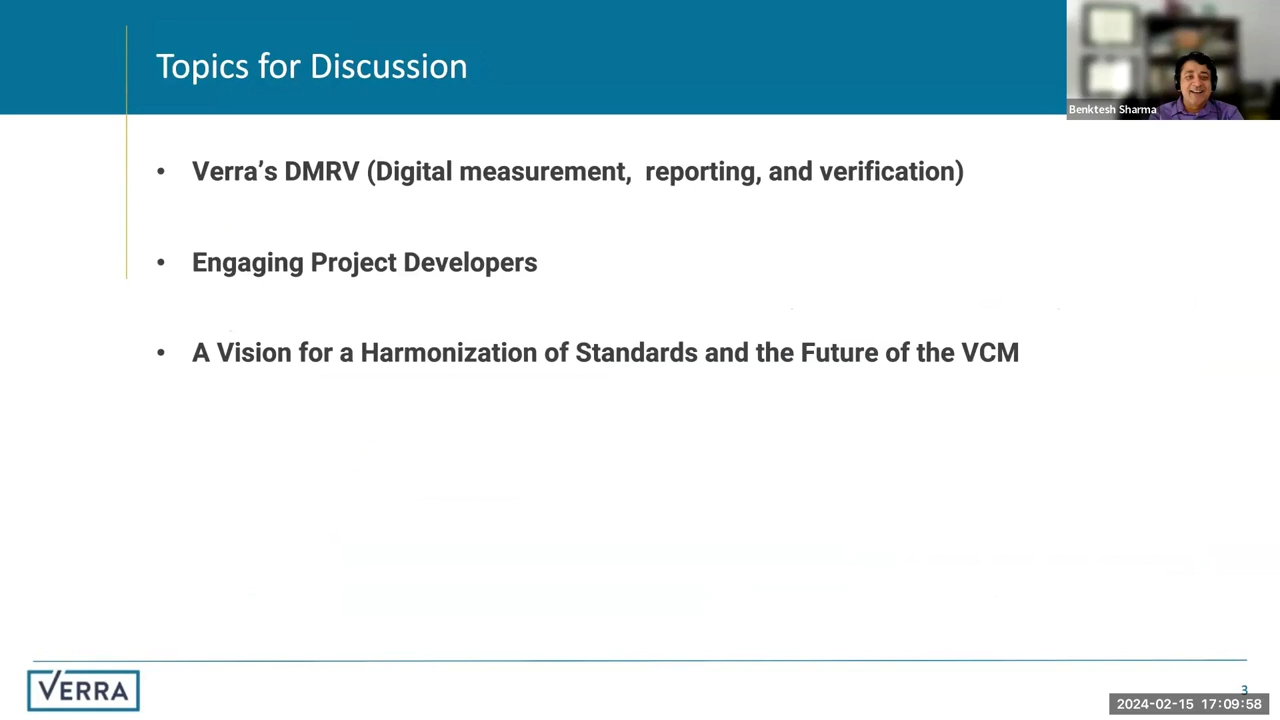 Topics for Discussion
Benktesh Sharma
• Verra's DMRV (Digital measurement,  reporting, and verification)
• Engaging Project Developers
• A Vision for a Harmonization of Standards and the Future of the VCM
VERRA
3
2024-02-15 17:09:58